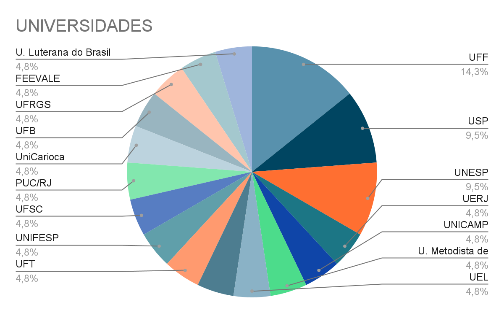 UNIVERSIDADES
U. Luterana do Brasil
4,8%
FEEVALE
4,8%
UFRGS
4,8%
UFB
4,8%
UniCarioca
4,8%
PUC/RJ
4,8%
UFSC
4,8%
UNIFESP
4,8%
UFT
4,8%
UFF
14,3%
USP
9,5%
UNESP
9,5%
UERJ
4,8%
UNICAMP
4,8%
U. Metodista de
4,8%
UEL
4,8%